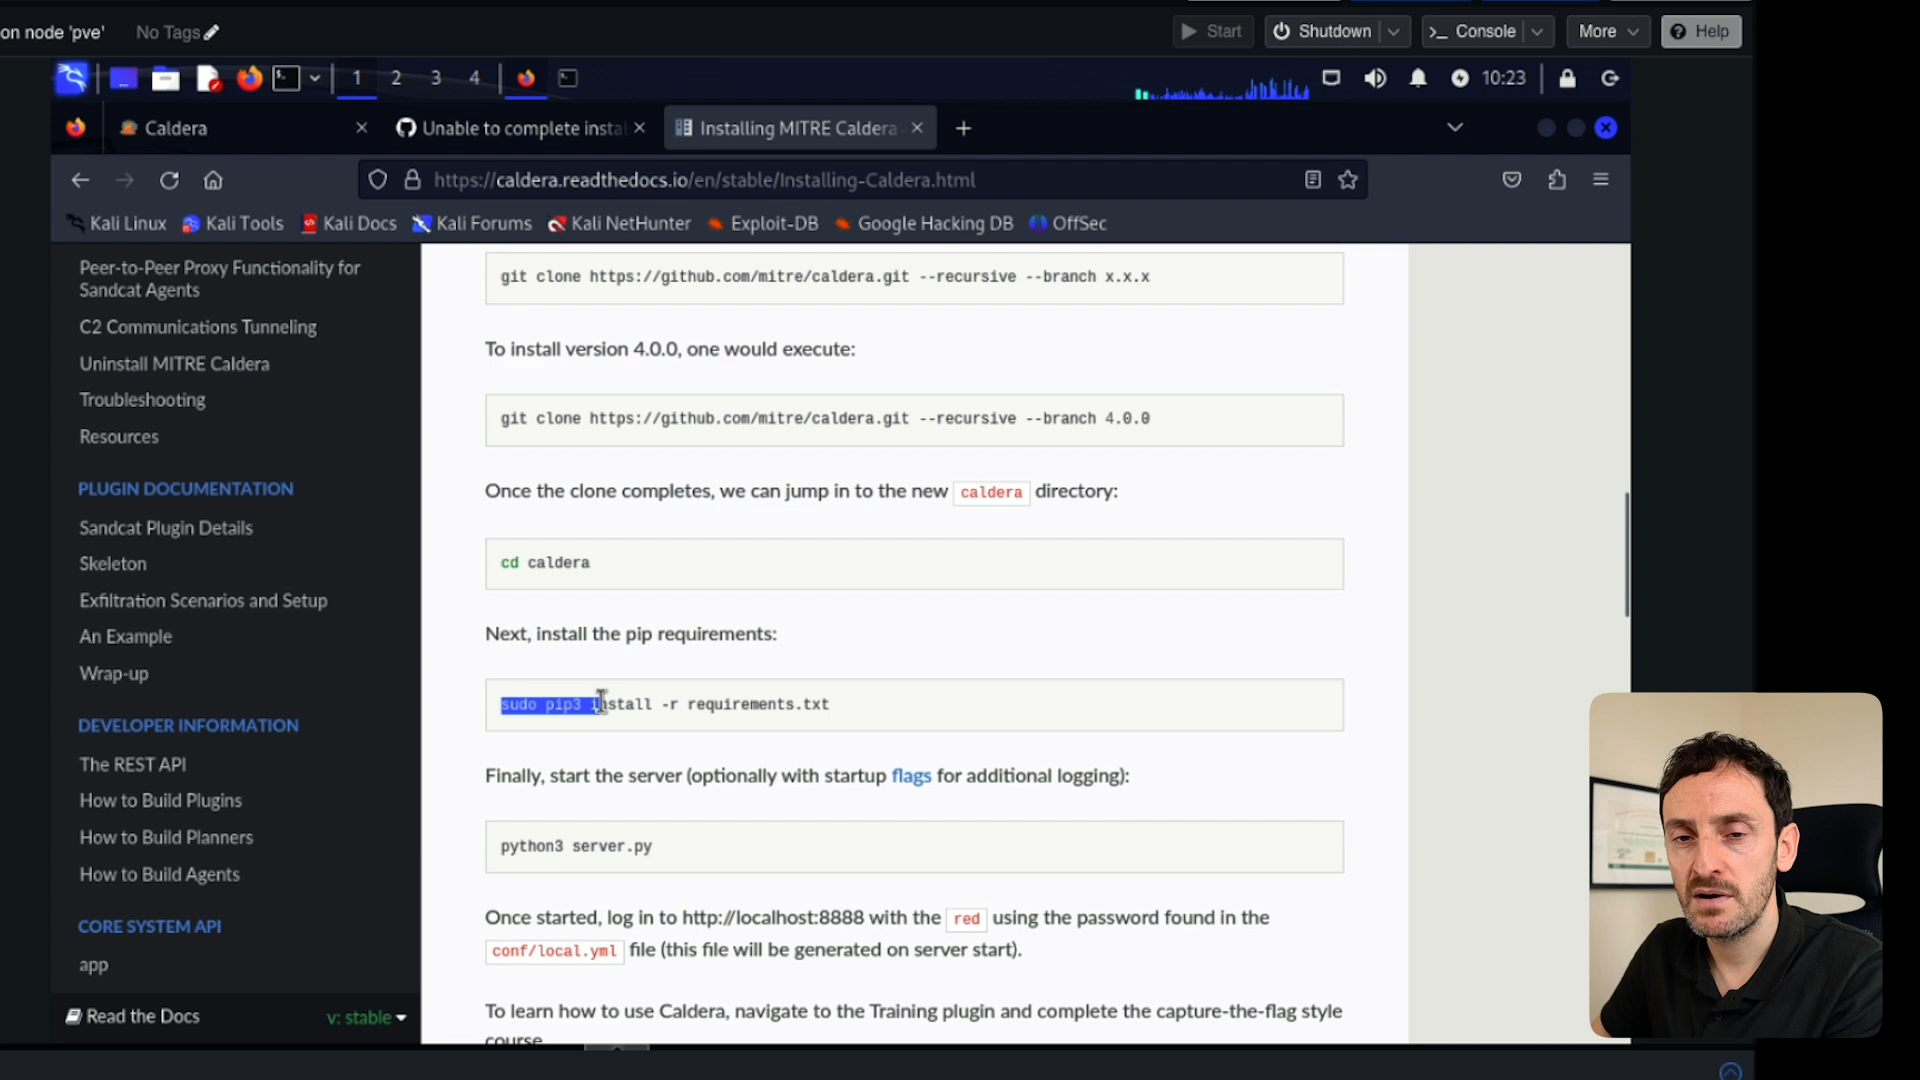 on node 'pve'
No Tags
Start
Shutdown
Console
More
Help
1 2 3 4
10:23
Caldera
Unable to complete instal
Installing MITRE Caldera
https://caldera.readthedocs.io/en/stable/Installing-Caldera.html
Kali Linux
Kali Tools
Kali Docs
Kali Forums
Kali NetHunter
Exploit-DB
Google Hacking DB
OffSec
Peer-to-Peer Proxy Functionality for
Sandcat Agents
C2 Communications Tunneling
Uninstall MITRE Caldera
Troubleshooting
Resources
PLUGIN DOCUMENTATION
Sandcat Plugin Details
Skeleton
Exfiltration Scenarios and Setup
An Example
Wrap-up
DEVELOPER INFORMATION
The REST API
How to Build Plugins
How to Build Planners
How to Build Agents
CORE SYSTEM API
app
Read the Docs
v: stable
git clone https://github.com/mitre/caldera.git --recursive --branch x.x.x
To install version 4.0.0, one would execute:
git clone https://github.com/mitre/caldera.git --recursive --branch 4.0.0
Once the clone completes, we can jump in to the new caldera directory:
cd caldera
Next, install the pip requirements:
sudo pip3 install -r requirements.txt
Finally, start the server (optionally with startup flags for additional logging):
python3 server.py
Once started, log in to http://localhost:8888 with the red using the password found in the
conf/local.yml file (this file will be generated on server start).
To learn how to use Caldera, navigate to the Training plugin and complete the capture-the-flag style
course